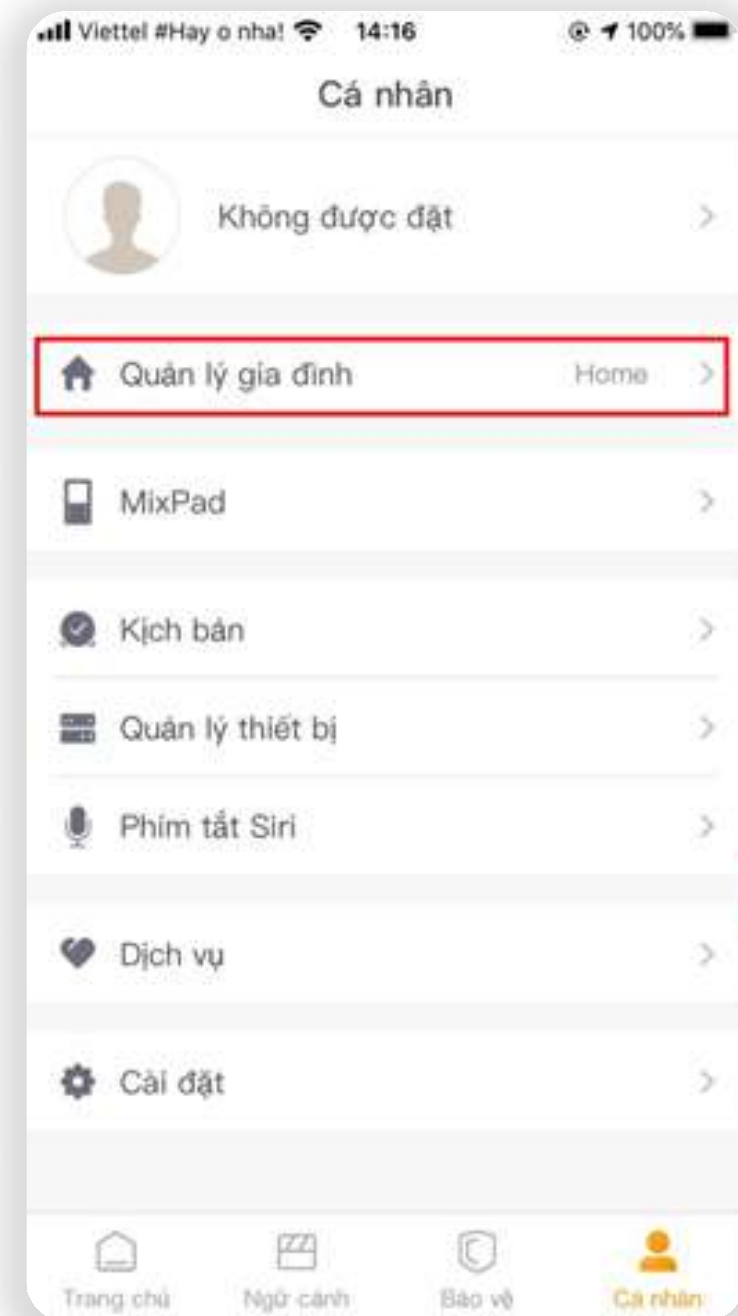 Viettel #Hay o nha! 14:16 100%
Cá nhân
Không được đặt
Quản lý gia đình Home
MixPad
Kịch bản
Quản lý thiết bị
Phím tắt Siri
Dịch vụ
Cài đặt
Trang chủ Ngữ cảnh Bảo vệ Cá nhân